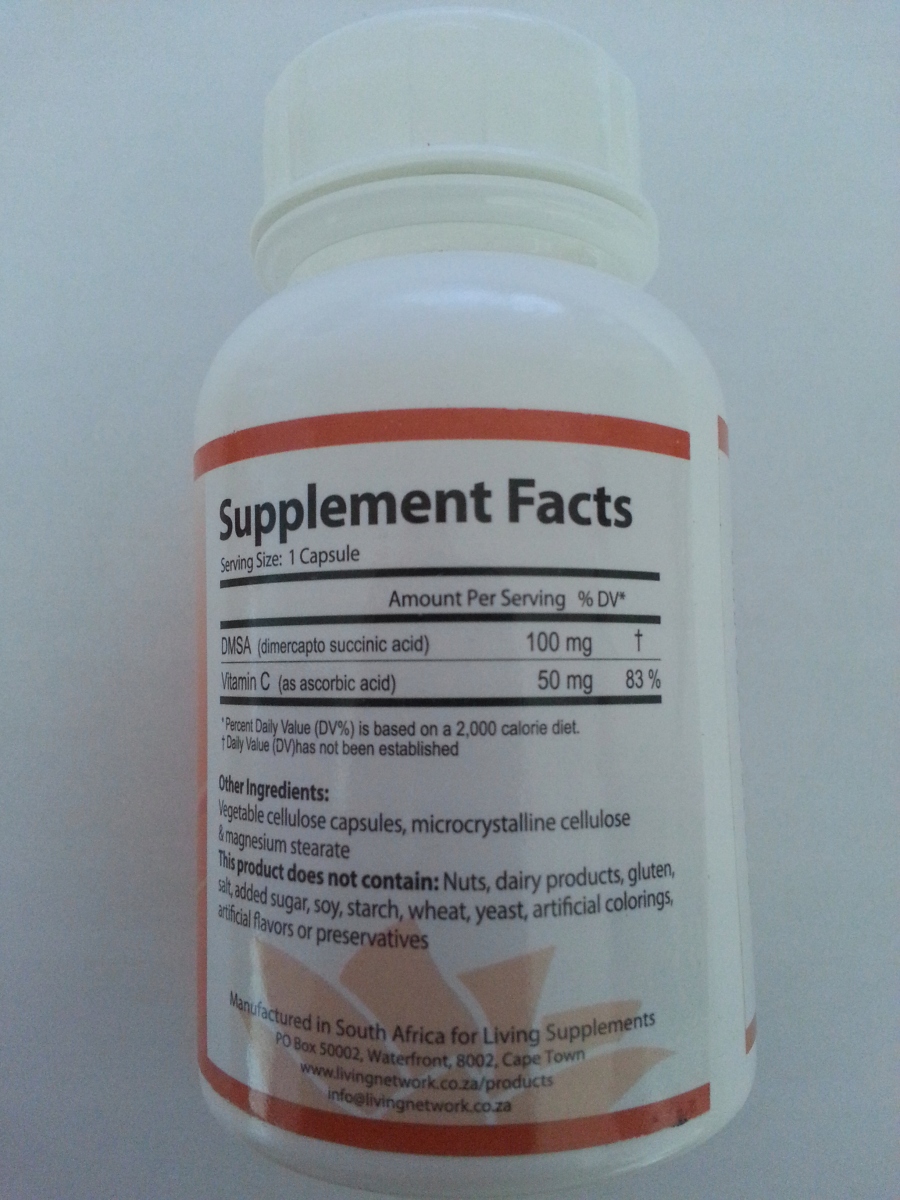 Supplement Facts
Serving Size: 1 Capsule
Amount Per Serving % DV*
DMSA (dimercapto succinic acid) 100 mg †
Vitamin C (as ascorbic acid) 50 mg 83 %
* Percent Daily Value (DV%) is based on a 2,000 calorie diet.
† Daily Value (DV)has not been established
Other Ingredients:
Vegetable cellulose capsules, microcrystalline cellulose
& magnesium stearate
This product does not contain: Nuts, dairy products, gluten,
salt, added sugar, soy, starch, wheat, yeast, artificial colorings,
artificial flavors or preservatives
Manufactured in South Africa for Living Supplements
PO Box 50002, Waterfront, 8002, Cape Town
www.livingnetwork.co.za/products
info@livingnetwork.co.za